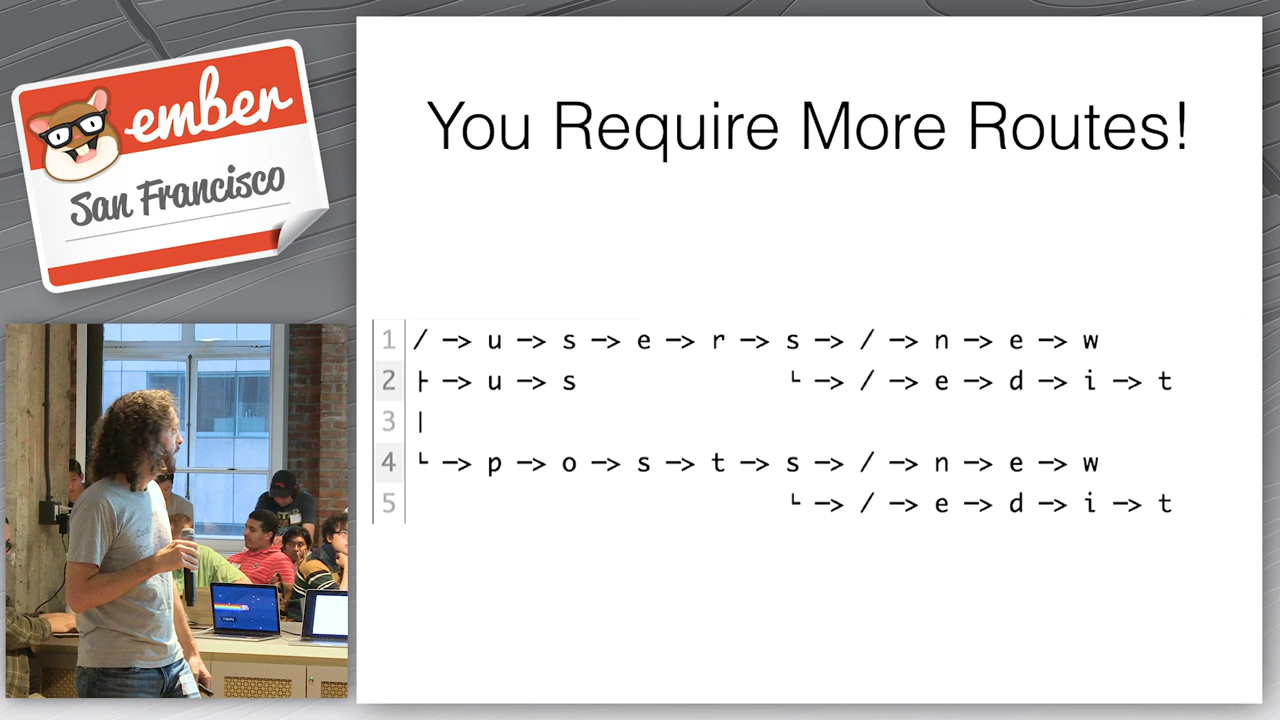 ember
San Francisco
You Require More Routes!
1 / -> u -> s -> e -> r -> s -> / -> n -> e -> w
2 ├ -> u -> s └ -> / -> e -> d -> i -> t
3 |
4 └ -> p -> o -> s -> t -> s -> / -> n -> e -> w
5 └ -> / -> e -> d -> i -> t